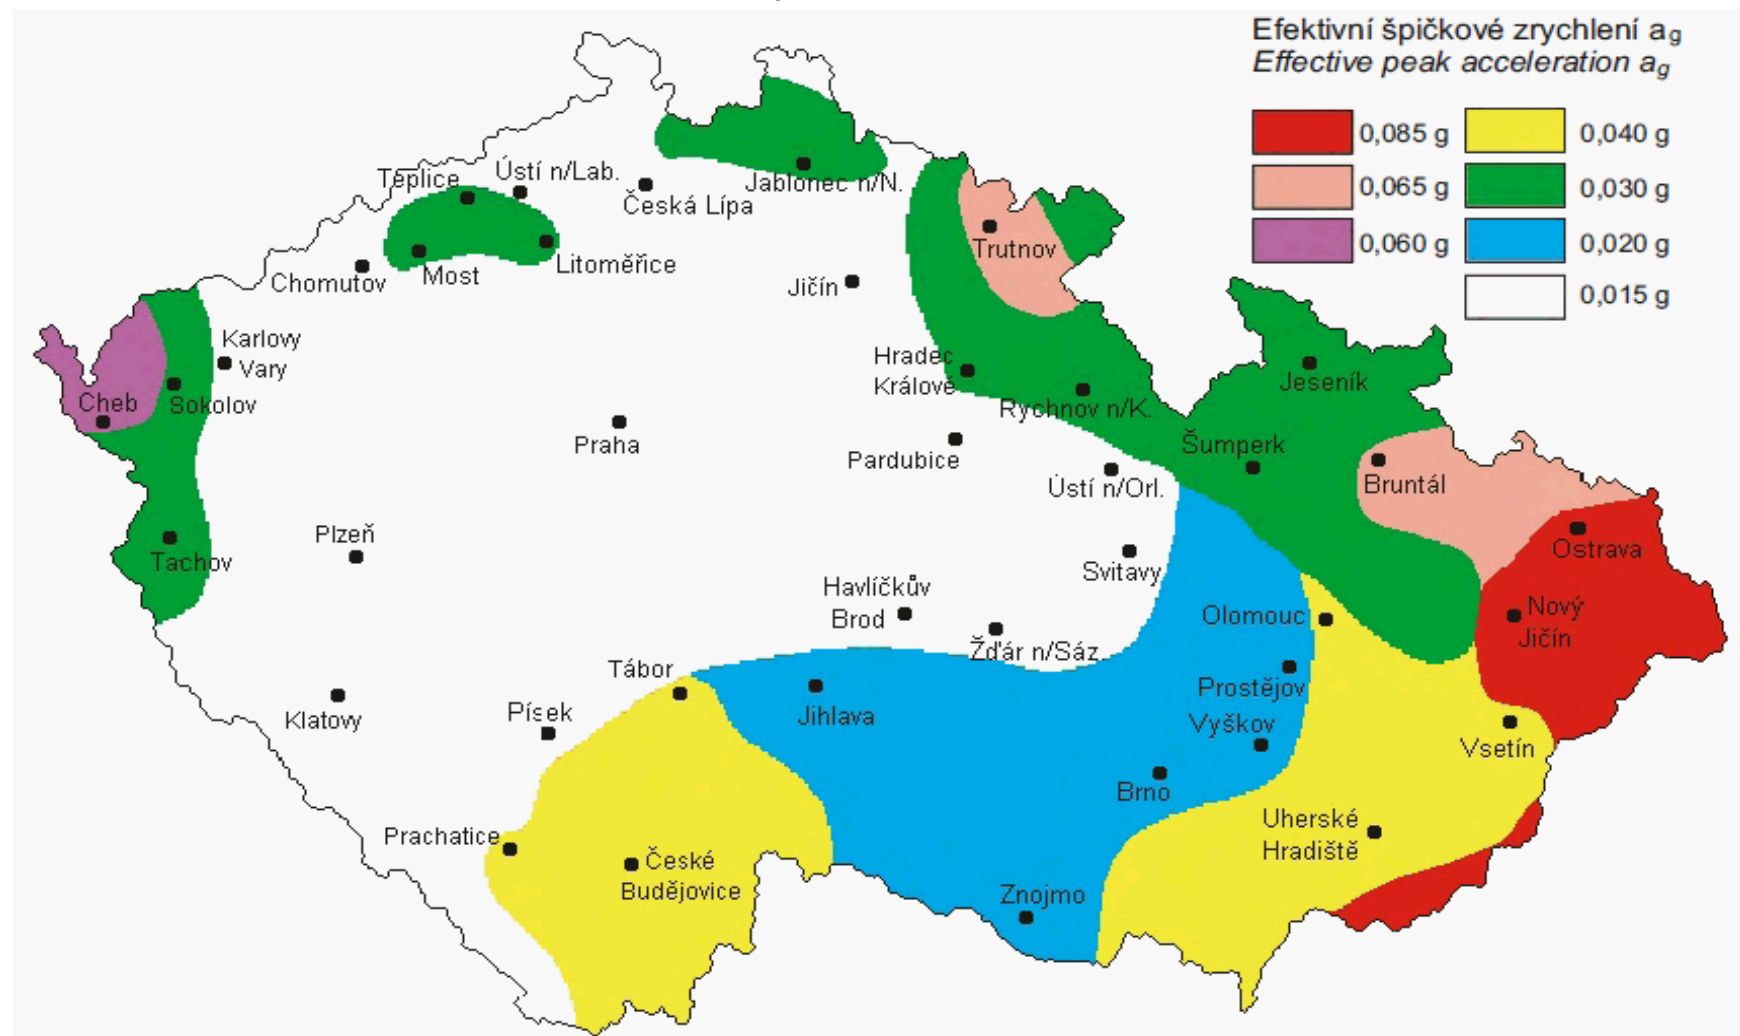 Efektivní špičkové zrychlení ag
Effective peak acceleration ag
0,085 g
0,040 g
0,065 g
0,030 g
0,060 g
0,020 g
0,015 g
Teplice
Ústí n/Lab.
Česká Lípa
Jablonec n/N.
Trutnov
Chomutov
Most
Litoměřice
Jičín
Karlovy
Vary
Cheb
Sokolov
Hradec
Králové
Rychnov n/K.
Jeseník
Praha
Pardubice
Šumperk
Ústí n/Orl.
Bruntál
Plzeň
Tachov
Svitavy
Ostrava
Havlíčkův
Brod
Žďár n/Sáz.
Olomouc
Nový
Jičín
Tábor
Klatovy
Písek
Jihlava
Prostějov
Vyškov
Vsetín
Brno
Prachatice
České
Budějovice
Uherské
Hradiště
Znojmo